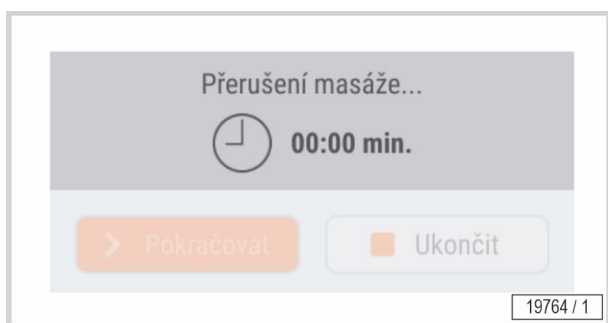 Přerušení masáže...
00:00 min.
Pokračovat
Ukončit
19764 / 1